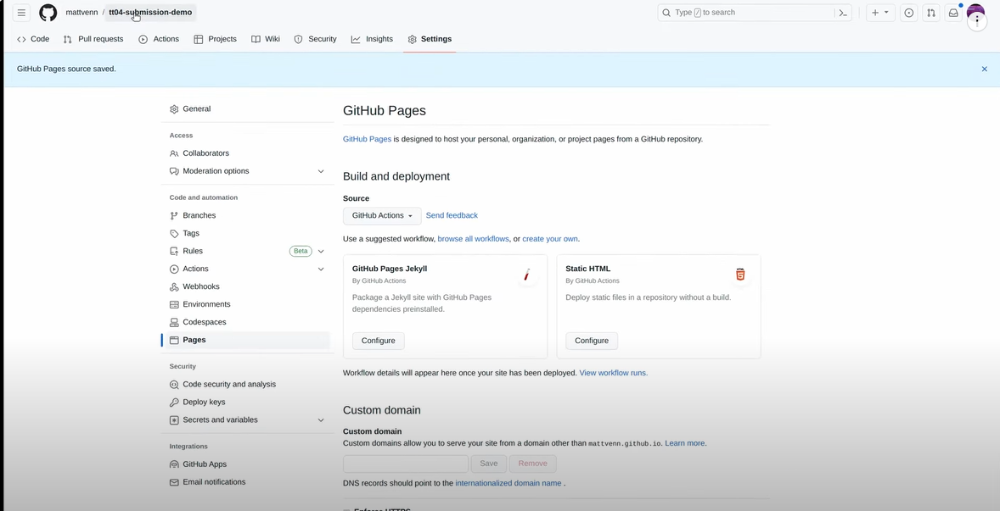 mattvenn / tt04-submission-demo
Type / to search
Code Pull requests Actions Projects Wiki Security Insights Settings
GitHub Pages source saved.
General
Access
Collaborators
Moderation options
Code and automation
Branches
Tags
Rules Beta
Actions
Webhooks
Environments
Codespaces
Pages
Security
Code security and analysis
Deploy keys
Secrets and variables
Integrations
GitHub Apps
Email notifications
GitHub Pages
GitHub Pages is designed to host your personal, organization, or project pages from a GitHub repository.
Build and deployment
Source
GitHub Actions Send feedback
Use a suggested workflow, browse all workflows, or create your own.
GitHub Pages Jekyll
By GitHub Actions
Package a Jekyll site with GitHub Pages
dependencies preinstalled.
Configure
Static HTML
By GitHub Actions
Deploy static files in a repository without a build.
Configure
Workflow details will appear here once your site has been deployed. View workflow runs.
Custom domain
Custom domain
Custom domains allow you to serve your site from a domain other than mattvenn.github.io. Learn more.
Save Remove
DNS records should point to the internationalized domain name .
Enforce HTTPS